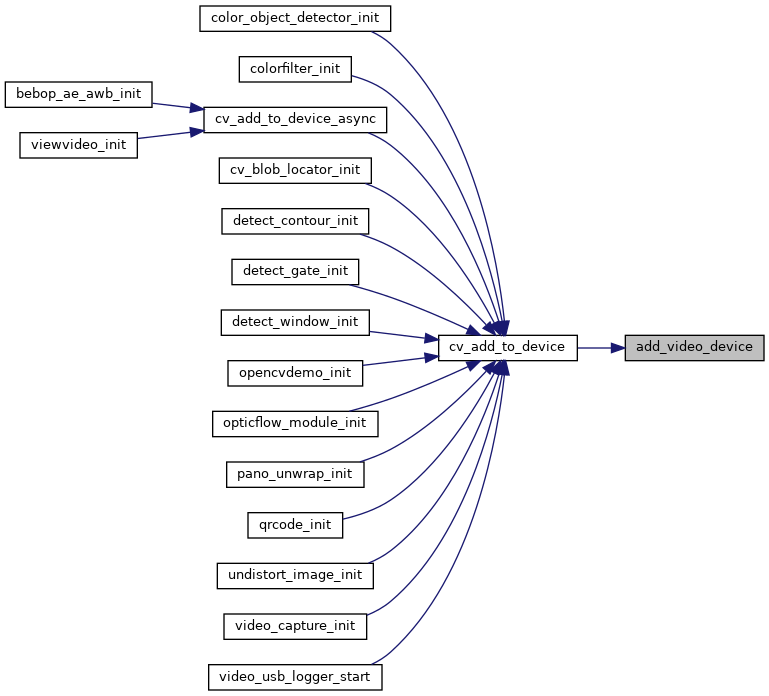 color_object_detector_init
colorfilter_init
bebop_ae_awb_init
cv_add_to_device_async
viewvideo_init
cv_blob_locator_init
detect_contour_init
detect_gate_init
detect_window_init
cv_add_to_device
add_video_device
opencvdemo_init
opticflow_module_init
pano_unwrap_init
qrcode_init
undistort_image_init
video_capture_init
video_usb_logger_start